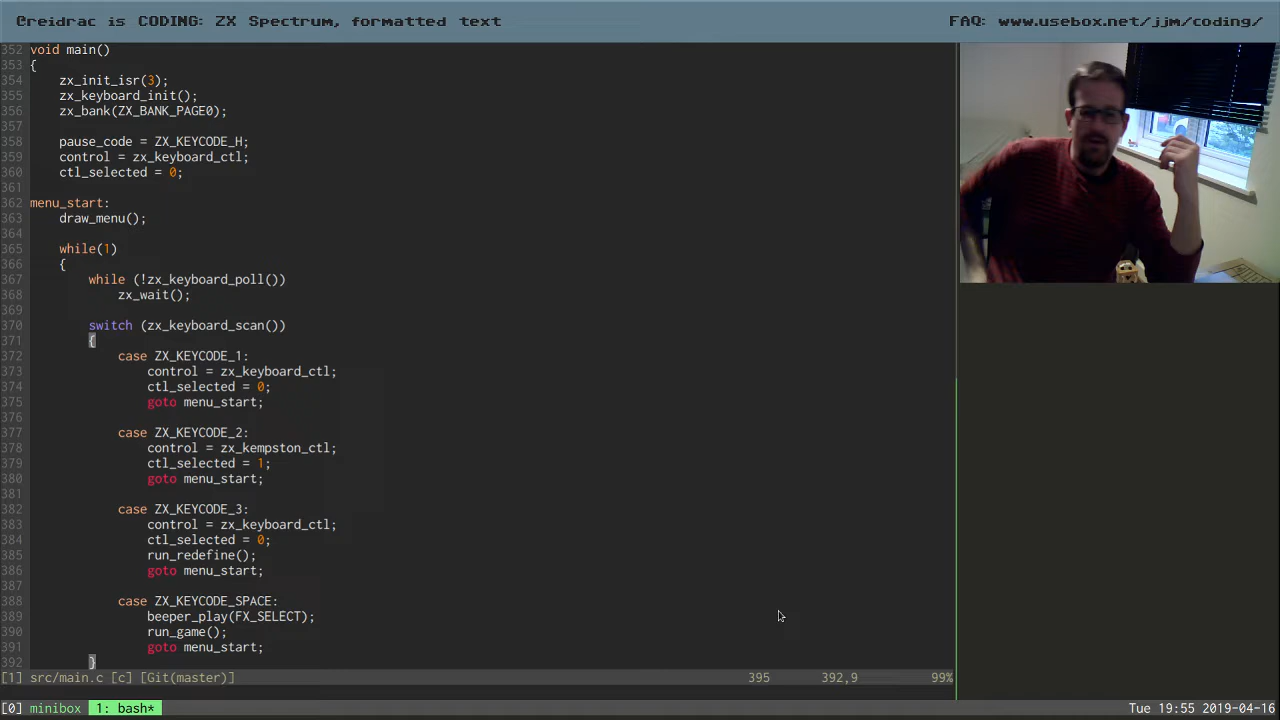 @reidrac is CODING: ZX Spectrum, formatted text
FAQ: www.usebox.net/jjm/coding/
352 void main()
353 {
354     zx_init_isr(3);
355     zx_keyboard_init();
356     zx_bank(ZX_BANK_PAGE0);
357
358     pause_code = ZX_KEYCODE_H;
359     control = zx_keyboard_ctl;
360     ctl_selected = 0;
361
362 menu_start:
363     draw_menu();
364
365     while(1)
366     {
367         while (!zx_keyboard_poll())
368             zx_wait();
369
370         switch (zx_keyboard_scan())
371         {
372             case ZX_KEYCODE_1:
373                 control = zx_keyboard_ctl;
374                 ctl_selected = 0;
375                 goto menu_start;
376
377             case ZX_KEYCODE_2:
378                 control = zx_kempston_ctl;
379                 ctl_selected = 1;
380                 goto menu_start;
381
382             case ZX_KEYCODE_3:
383                 control = zx_keyboard_ctl;
384                 ctl_selected = 0;
385                 run_redefine();
386                 goto menu_start;
387
388             case ZX_KEYCODE_SPACE:
389                 beeper_play(FX_SELECT);
390                 run_game();
391                 goto menu_start;
392         }
[1] src/main.c [c] [Git(master)] 395 392,9 99%
[0] minibox 1: bash* Tue 19:55 2019-04-16